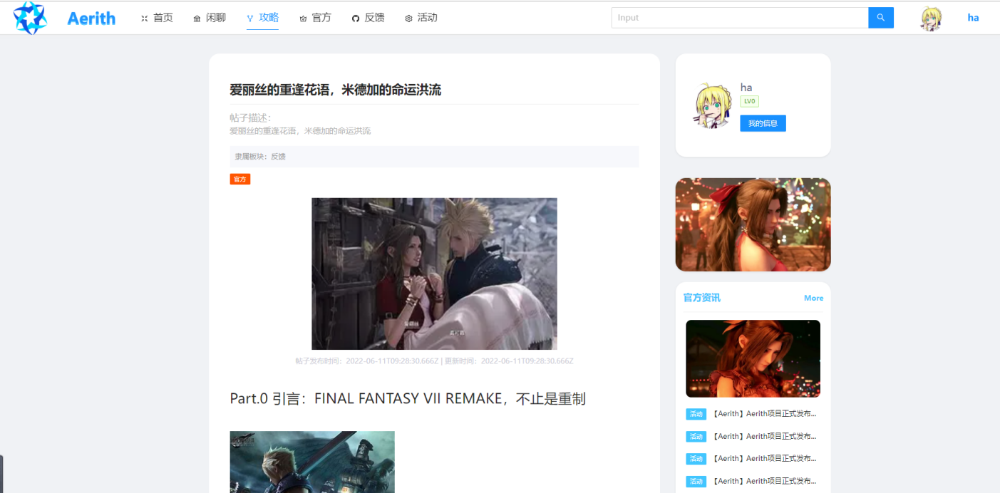 Aerith
首页
闲聊
攻略
官方
反馈
活动
Input
ha
爱丽丝的重逢花语，米德加的命运洪流
帖子描述：
爱丽丝的重逢花语，米德加的命运洪流
隶属板块：反馈
官方
帖子发布时间：2022-06-11T09:28:30.666Z | 更新时间：2022-06-11T09:28:30.666Z
Part.0 引言：FINAL FANTASY VII REMAKE，不止是重制
ha
LV0
我的信息
官方资讯
More
活动 【Aerith】Aerith项目正式发布...
活动 【Aerith】Aerith项目正式发布...
活动 【Aerith】Aerith项目正式发布...
活动 【Aerith】Aerith项目正式发布...